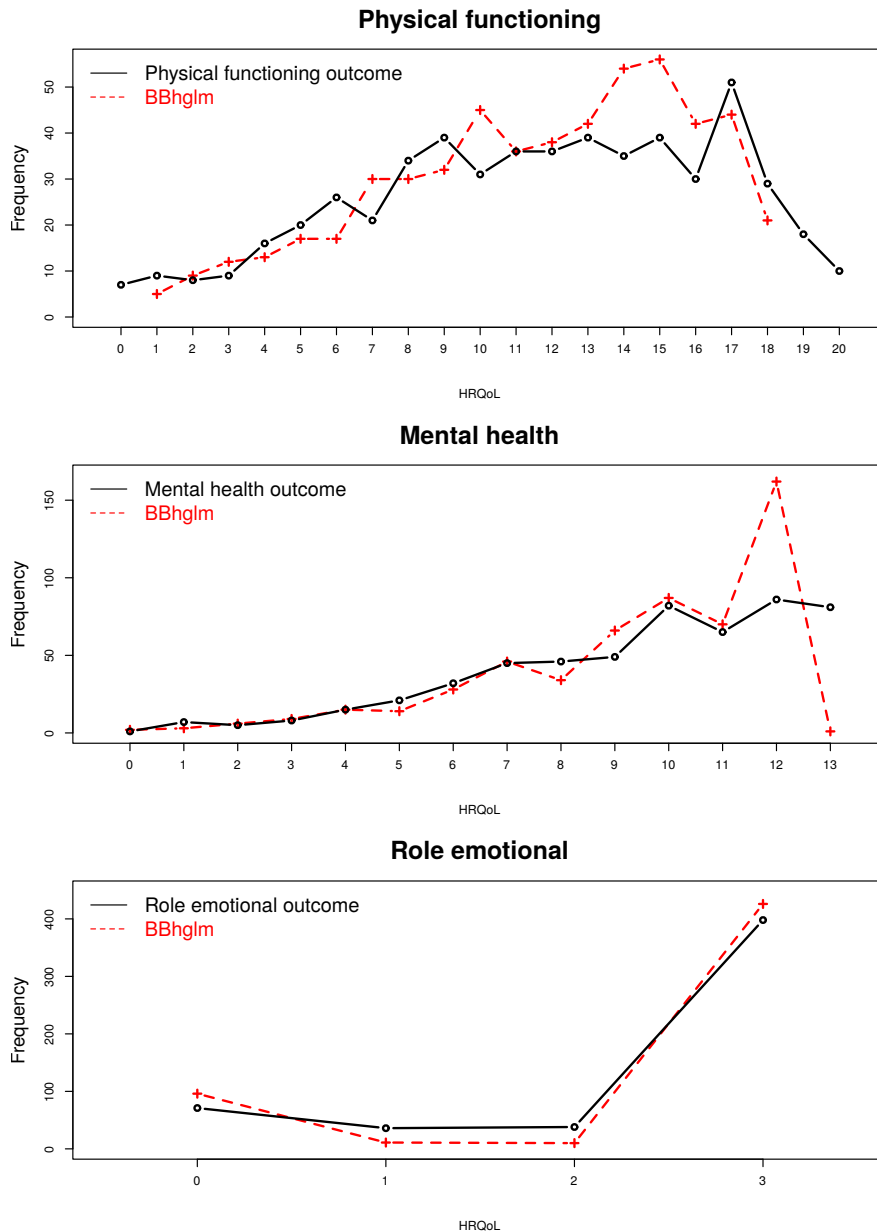 Physical functioning
Physical functioning outcome
BBhglm
Frequency
50
40
30
20
10
0
0 1 2 3 4 5 6 7 8 9 10 11 12 13 14 15 16 17 18 19 20
HRQoL
Mental health
Mental health outcome
BBhglm
Frequency
150
100
50
0
0 1 2 3 4 5 6 7 8 9 10 11 12 13
HRQoL
Role emotional
Role emotional outcome
BBhglm
Frequency
400
300
200
100
0
0 1 2 3
HRQoL